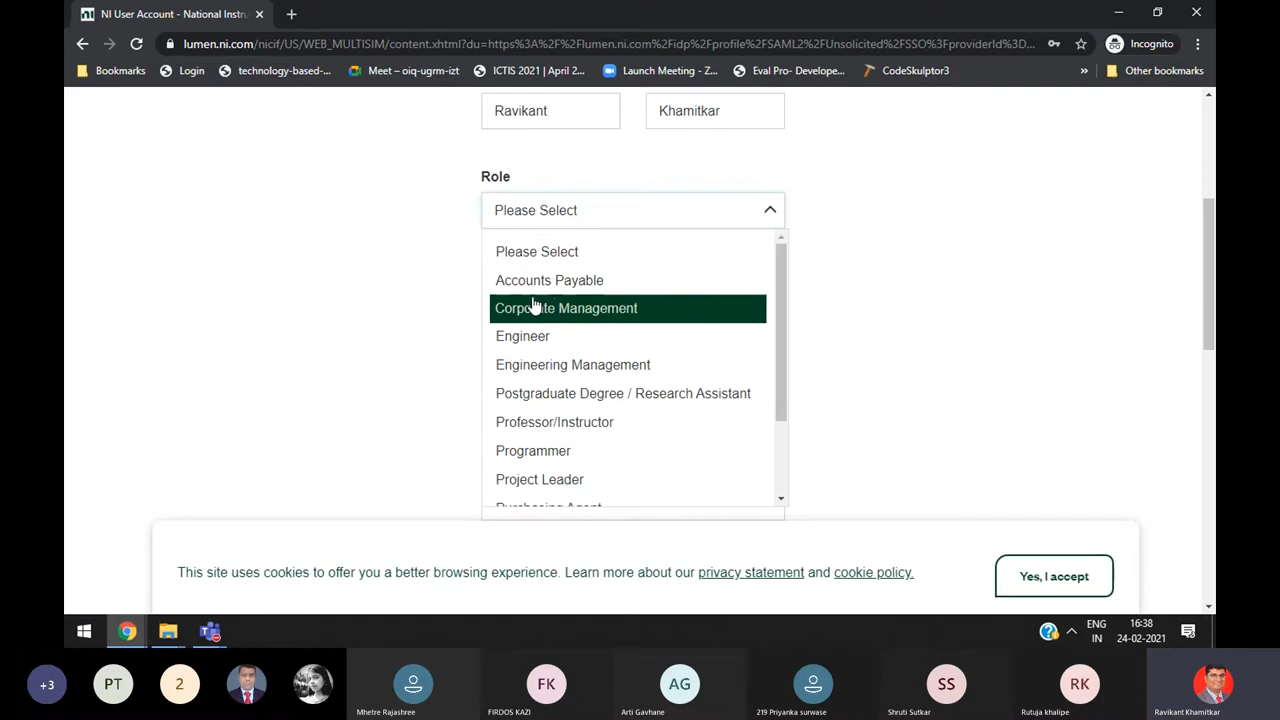 NI User Account - National Instru
lumen.ni.com/nicif/US/WEB_MULTISIM/content.xhtml?du=https%3A%2F%2Flumen.ni.com%2Fidp%2Fprofile%2FSAML2%2FUnsolicited%2FSSO%3FproviderId%3D...
Incognito
Bookmarks
Login
technology-based-...
Meet – oiq-ugrm-izt
ICTIS 2021 | April 2...
Launch Meeting - Z...
Eval Pro- Develope...
CodeSkulptor3
»
Other bookmarks
Ravikant
Khamitkar
Role
Please Select
Please Select
Accounts Payable
Corporate Management
Engineer
Engineering Management
Postgraduate Degree / Research Assistant
Professor/Instructor
Programmer
Project Leader
Purchasing Agent
This site uses cookies to offer you a better browsing experience. Learn more about our privacy statement and cookie policy.
Yes, I accept
ENG
IN
16:38
24-02-2021
+3
PT
2
FK
AG
SS
RK
Mhetre Rajashree
FIRDOS KAZI
Arti Gavhane
219 Priyanka surwase
Shruti Sutkar
Rutuja khalipe
Ravikant Khamitkar